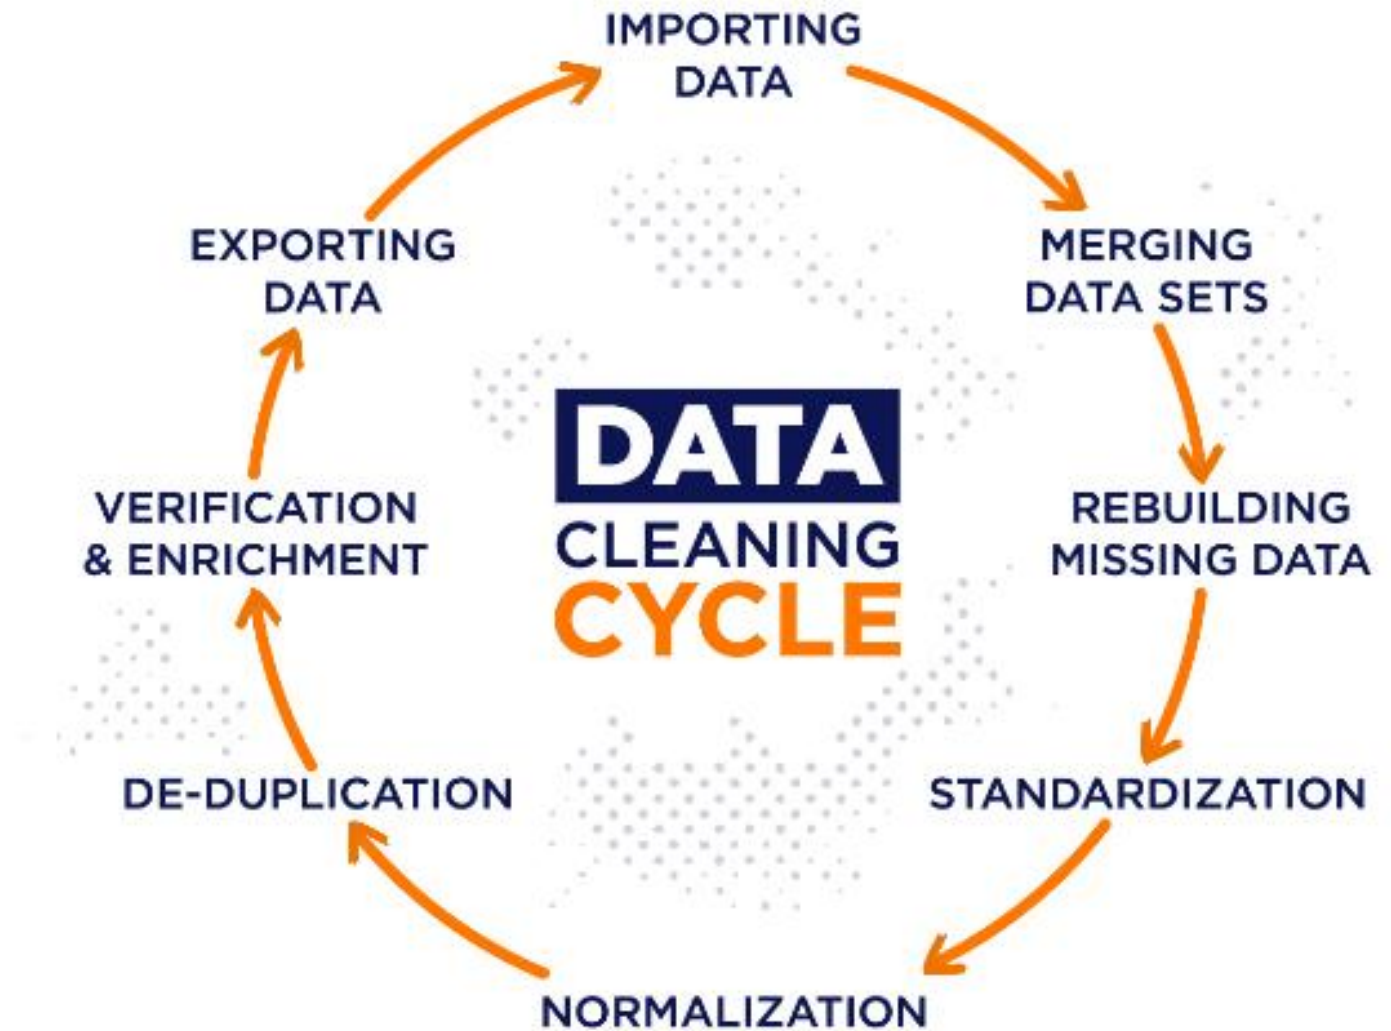 IMPORTING
DATA
MERGING
DATA SETS
REBUILDING
MISSING DATA
STANDARDIZATION
NORMALIZATION
DE-DUPLICATION
VERIFICATION
& ENRICHMENT
EXPORTING
DATA
DATA
CLEANING
CYCLE